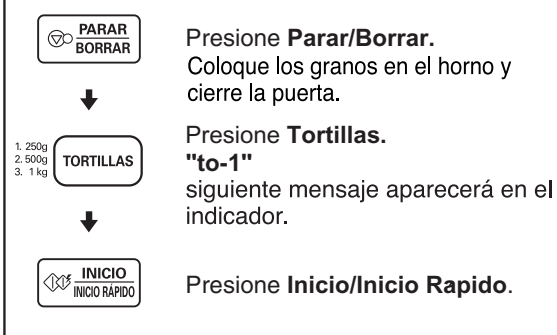 PARAR
BORRAR
Presione Parar/Borrar.
Coloque los granos en el horno y
cierre la puerta.
1. 250g
2. 500g
3. 1 kg
TORTILLAS
Presione Tortillas.
"to-1"
siguiente mensaje aparecerá en el
indicador.
INICIO
INICIO RÁPIDO
Presione Inicio/Inicio Rapido.